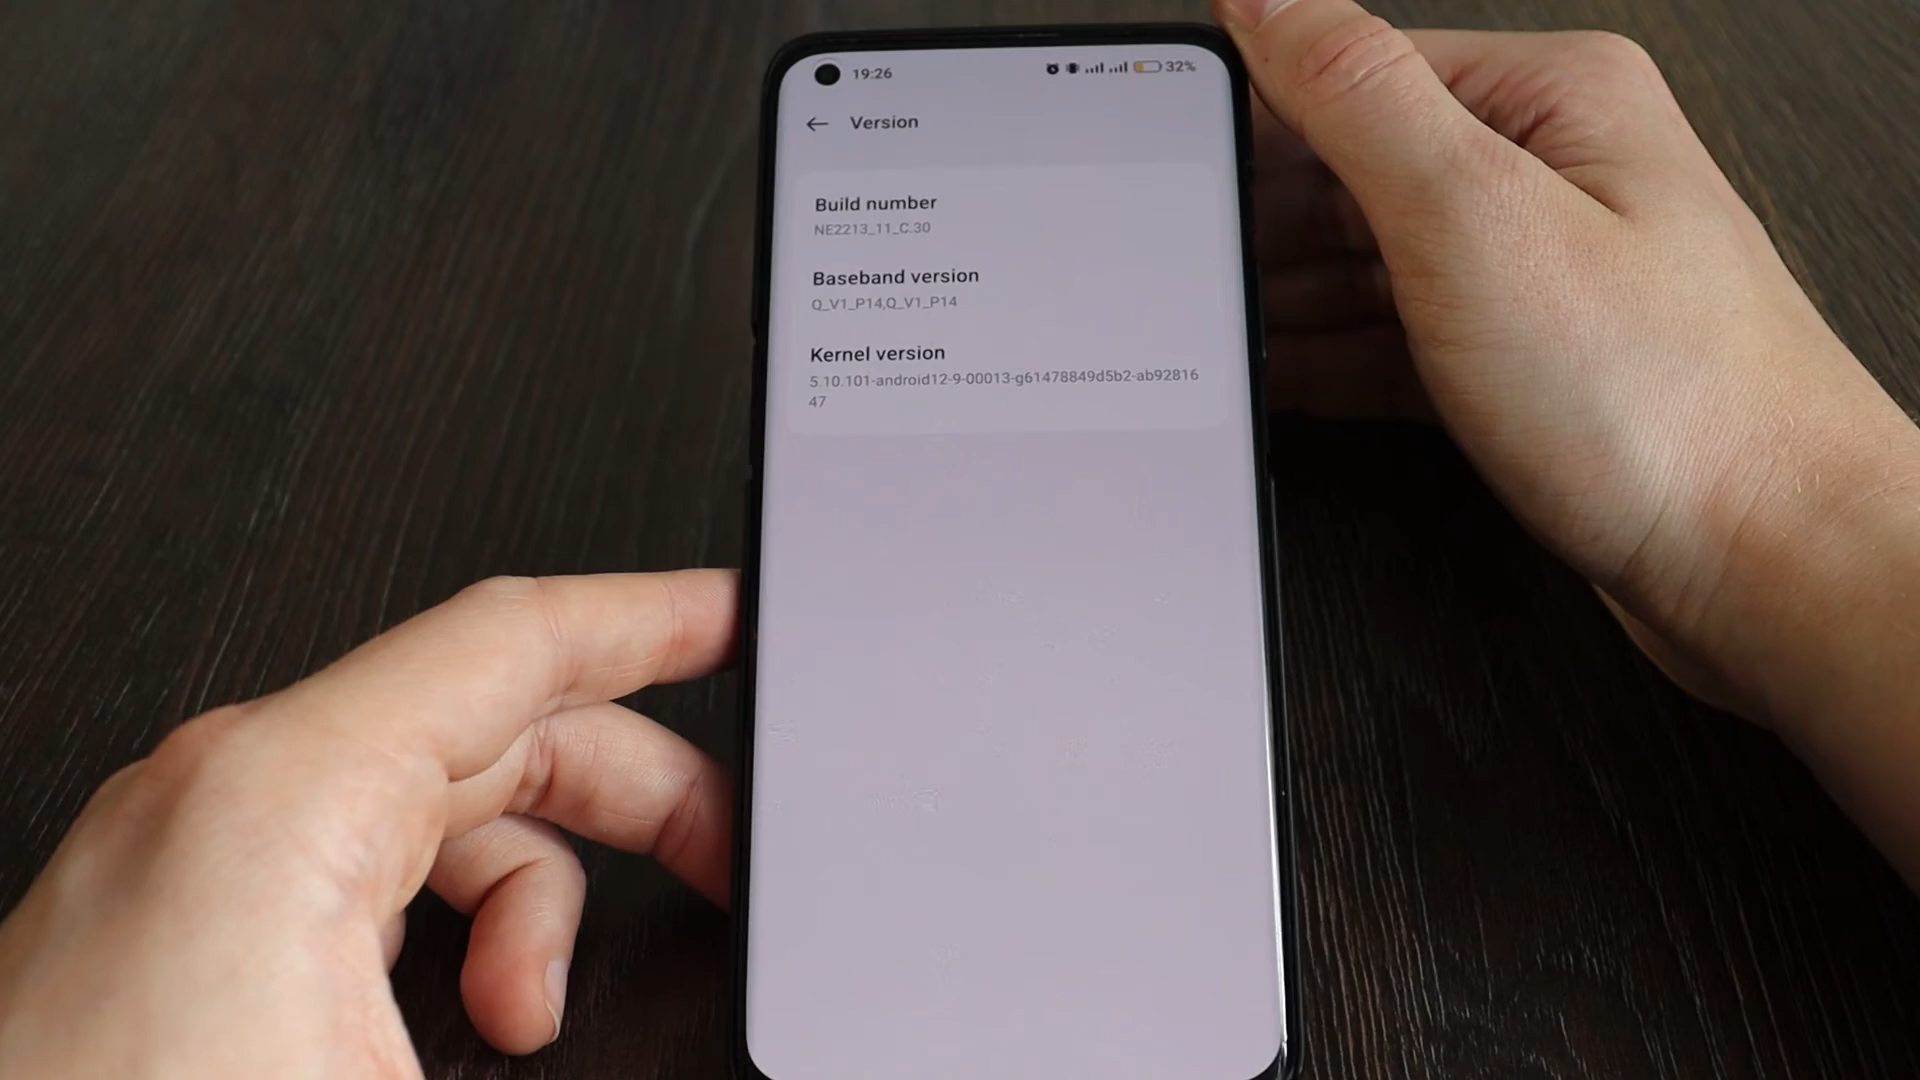 19:26
32%
Version
Build number
NE2213_11_C.30
Baseband version
Q_V1_P14,Q_V1_P14
Kernel version
5.10.101-android12-9-00013-g61478849d5b2-ab92816
47